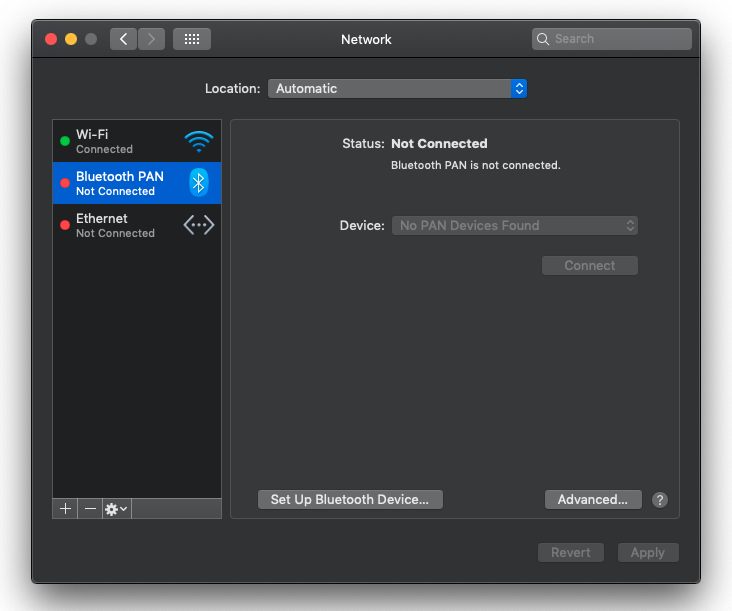 Network
Search
Location: Automatic
Wi-Fi
Connected
Bluetooth PAN
Not Connected
Ethernet
Not Connected
Status: Not Connected
Bluetooth PAN is not connected.
Device: No PAN Devices Found
Connect
Set Up Bluetooth Device...
Advanced...
?
Revert
Apply